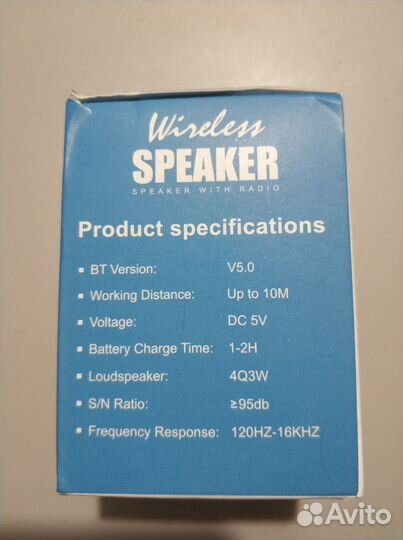 Wireless
SPEAKER
SPEAKER WITH RADIO
Product specifications
▪ BT Version: V5.0
▪ Working Distance: Up to 10M
▪ Voltage: DC 5V
▪ Battery Charge Time: 1-2H
▪ Loudspeaker: 4Q3W
▪ S/N Ratio: ≥95db
▪ Frequency Response: 120HZ-16KHZ
Avito